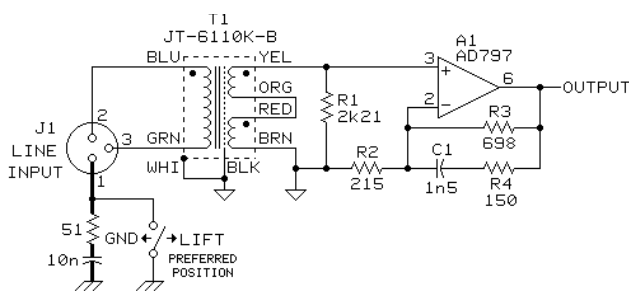 T1
JT-6110K-B
BLU
YEL
ORG
RED
GRN
BRN
WHI
BLK
J1
LINE
INPUT
2
3
1
51
10n
GND
LIFT
PREFERRED
POSITION
R1
2k21
R2
215
A1
AD797
3
+
2
−
6
OUTPUT
R3
698
C1
1n5
R4
150